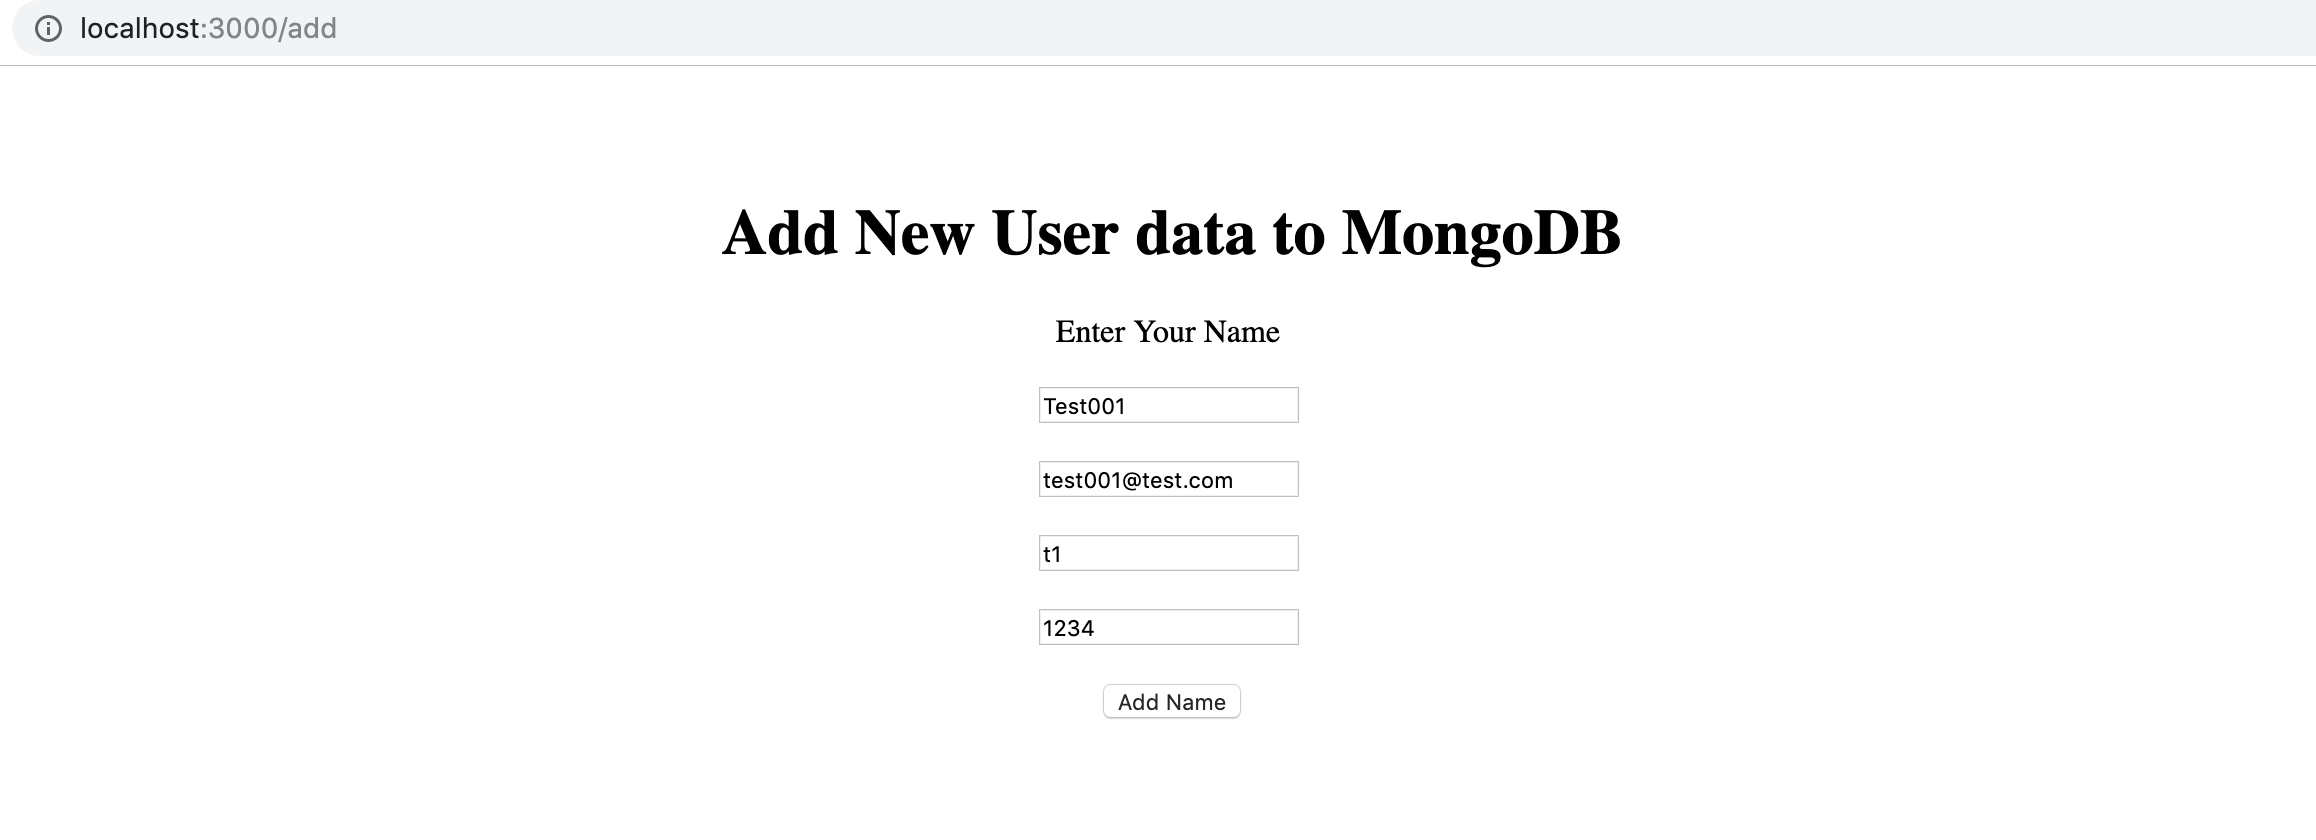 localhost:3000/add
Add New User data to MongoDB
Enter Your Name
Test001
test001@test.com
t1
1234
Add Name